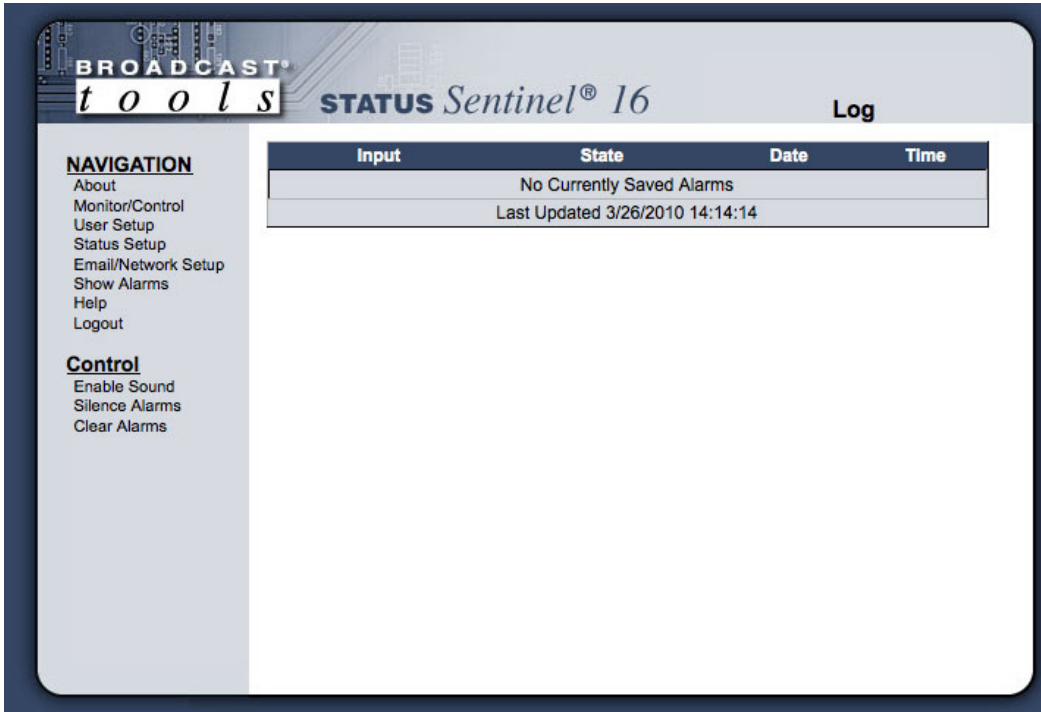 BROADCAST®
tools
STATUS Sentinel® 16
Log
NAVIGATION
About
Monitor/Control
User Setup
Status Setup
Email/Network Setup
Show Alarms
Help
Logout
Control
Enable Sound
Silence Alarms
Clear Alarms
Input State Date Time
No Currently Saved Alarms
Last Updated 3/26/2010 14:14:14